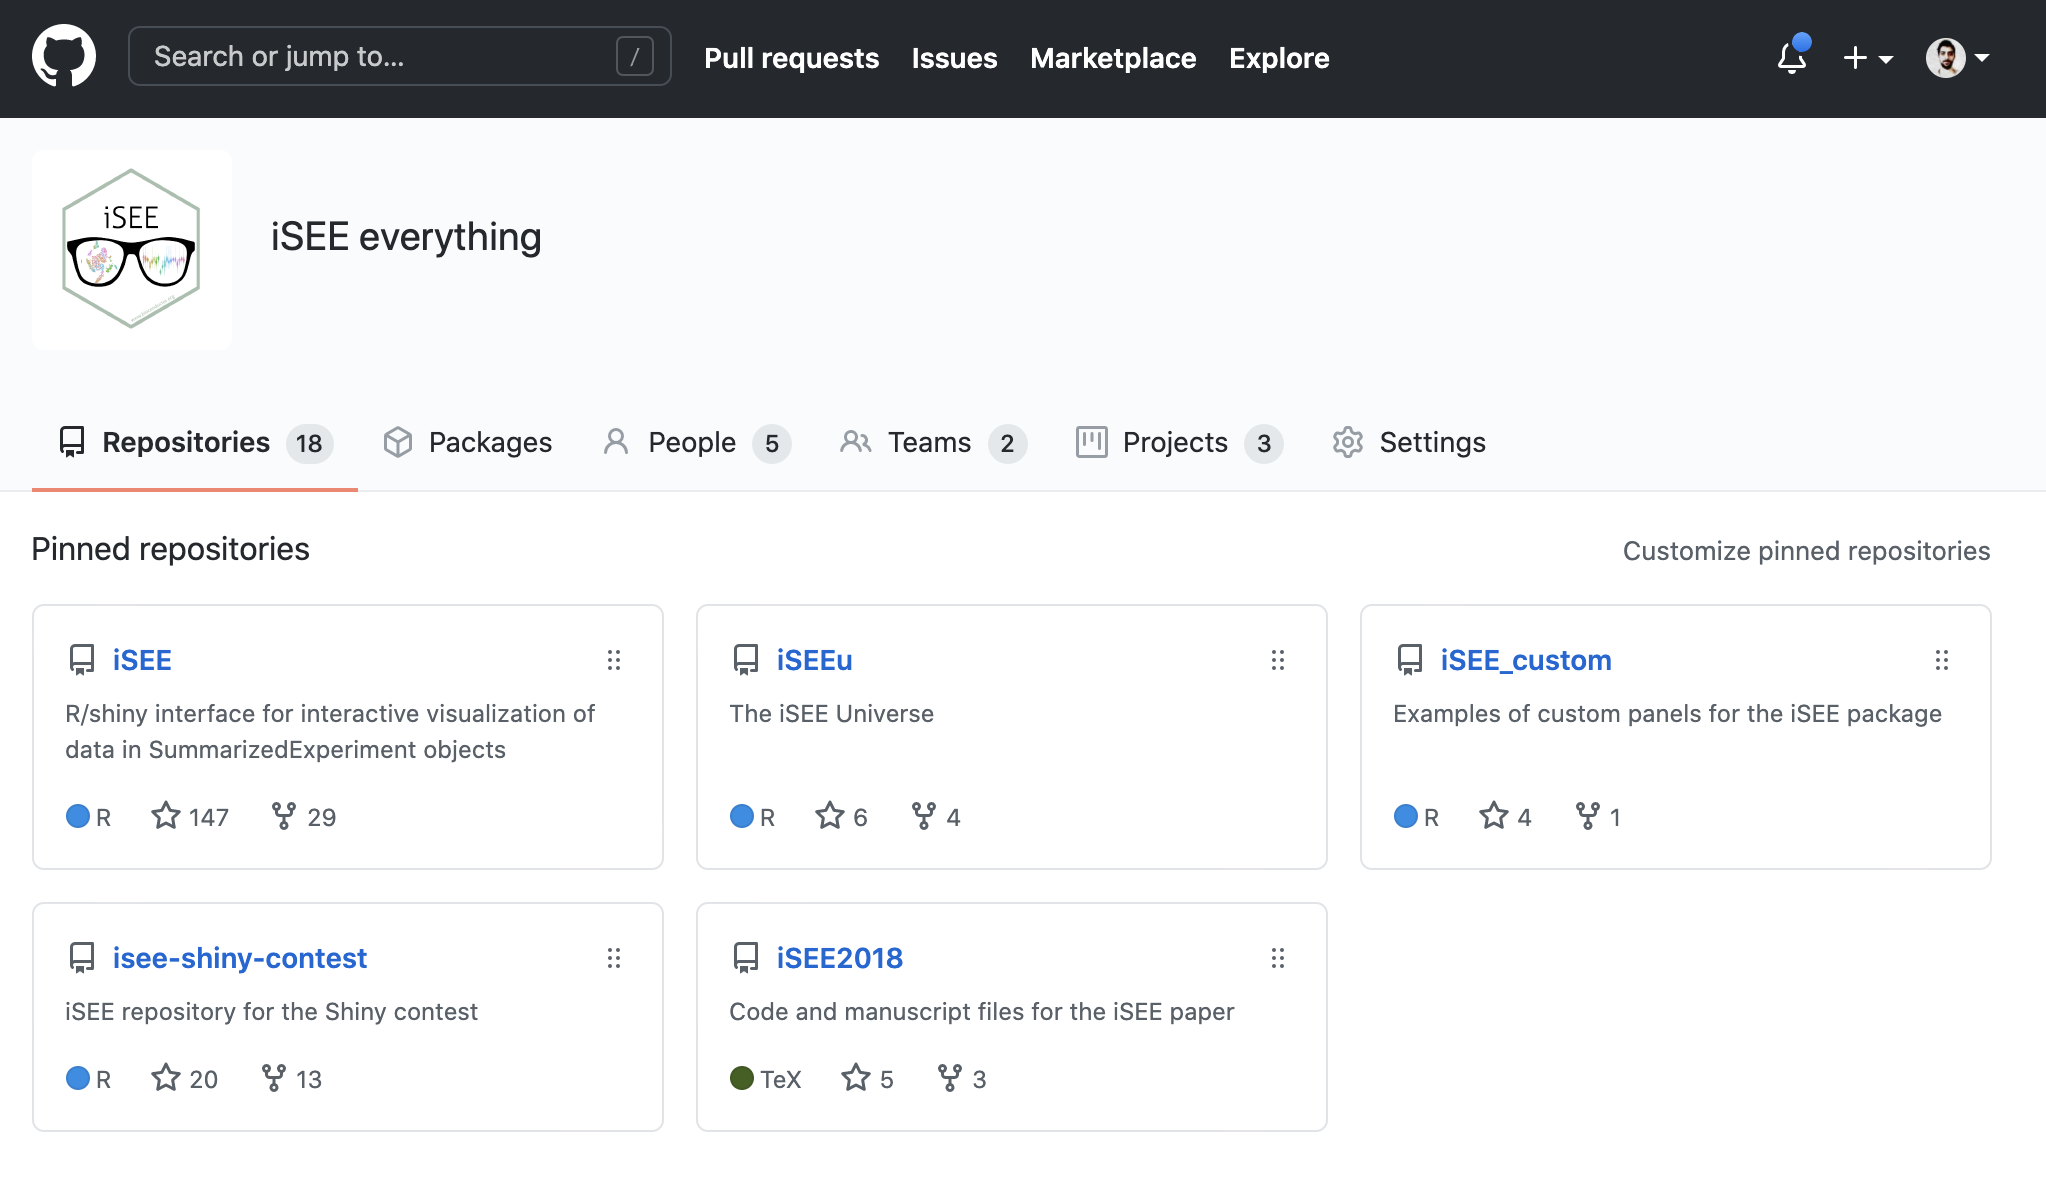 Search or jump to...
/
Pull requests
Issues
Marketplace
Explore
iSEE
iSEE everything
Repositories 18
Packages
People 5
Teams 2
Projects 3
Settings
Pinned repositories
Customize pinned repositories
iSEE
R/shiny interface for interactive visualization of
data in SummarizedExperiment objects
R 147 29
iSEEu
The iSEE Universe
R 6 4
iSEE_custom
Examples of custom panels for the iSEE package
R 4 1
isee-shiny-contest
iSEE repository for the Shiny contest
R 20 13
iSEE2018
Code and manuscript files for the iSEE paper
TeX 5 3